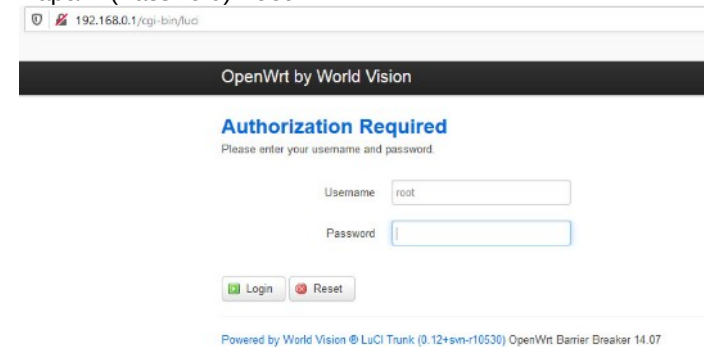 192.168.0.1/cgi-bin/luci
OpenWrt by World Vision
Authorization Required
Please enter your username and password.
Username root
Password
Login Reset
Powered by World Vision ® LuCI Trunk (0.12+svn-r10530) OpenWrt Barrier Breaker 14.07